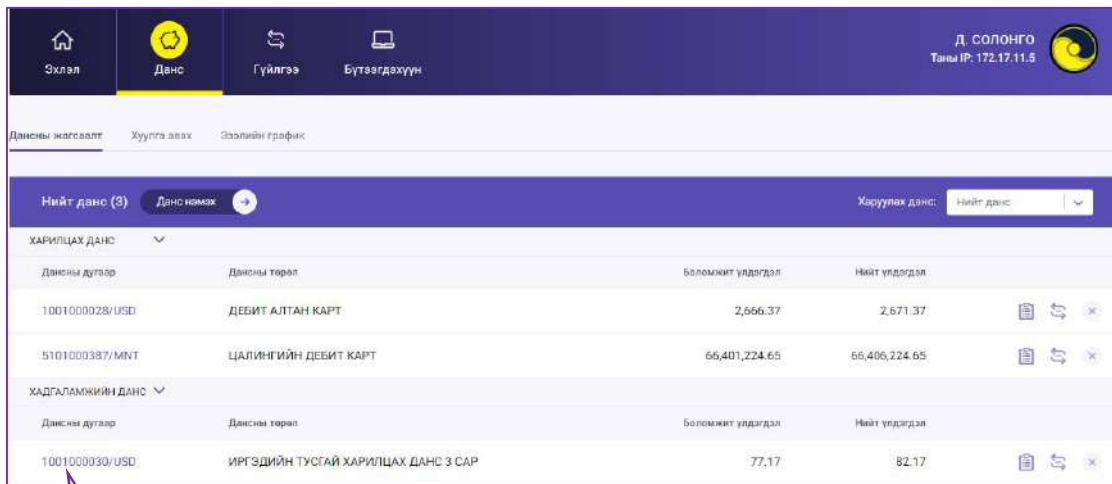 Эхлэл Данс Гүйлгээ Бүтээгдэхүүн
Д. СОЛОНГО
Таны IP: 172.17.11.5
Дансны жагсаалт Хуулга авах Зээлийн график
Нийт данс (3) Данс нэмэх Харуулах данс: Нийт данс
ХАРИЛЦАХ ДАНС
Дансны дугаар Дансны төрөл Боломжит үлдэгдэл Нийт үлдэгдэл
1001000028/USD ДЕБИТ АЛТАН КАРТ 2,666.37 2,671.37
5101000387/MNT ЦАЛИНГИЙН ДЕБИТ КАРТ 66,401,224.65 66,406,224.65
ХАДГАЛАМЖИЙН ДАНС
Дансны дугаар Дансны төрөл Боломжит үлдэгдэл Нийт үлдэгдэл
1001000030/USD ИРГЭДИЙН ТУСГАЙ ХАРИЛЦАХ ДАНС 3 САР 77.17 82.17